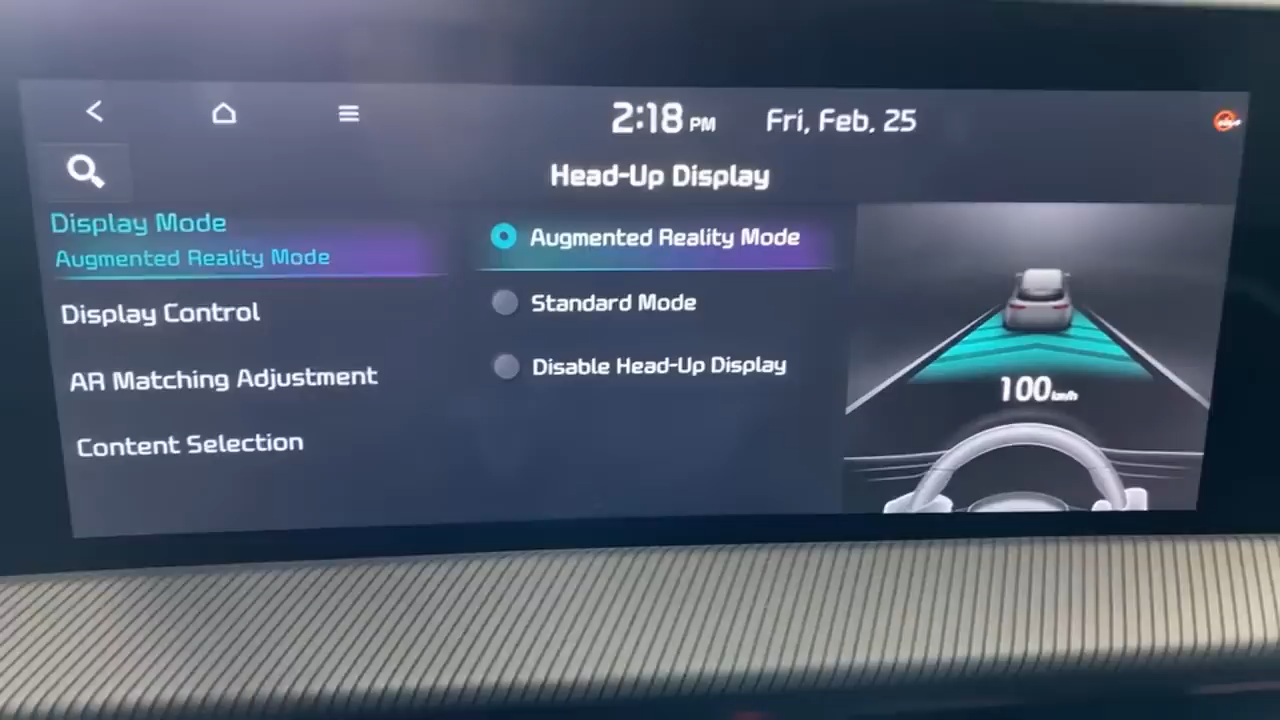 2:18 PM Fri, Feb. 25
Head-Up Display
Display Mode
Augmented Reality Mode
Display Control
AR Matching Adjustment
Content Selection
Augmented Reality Mode
Standard Mode
Disable Head-Up Display
100 km/h